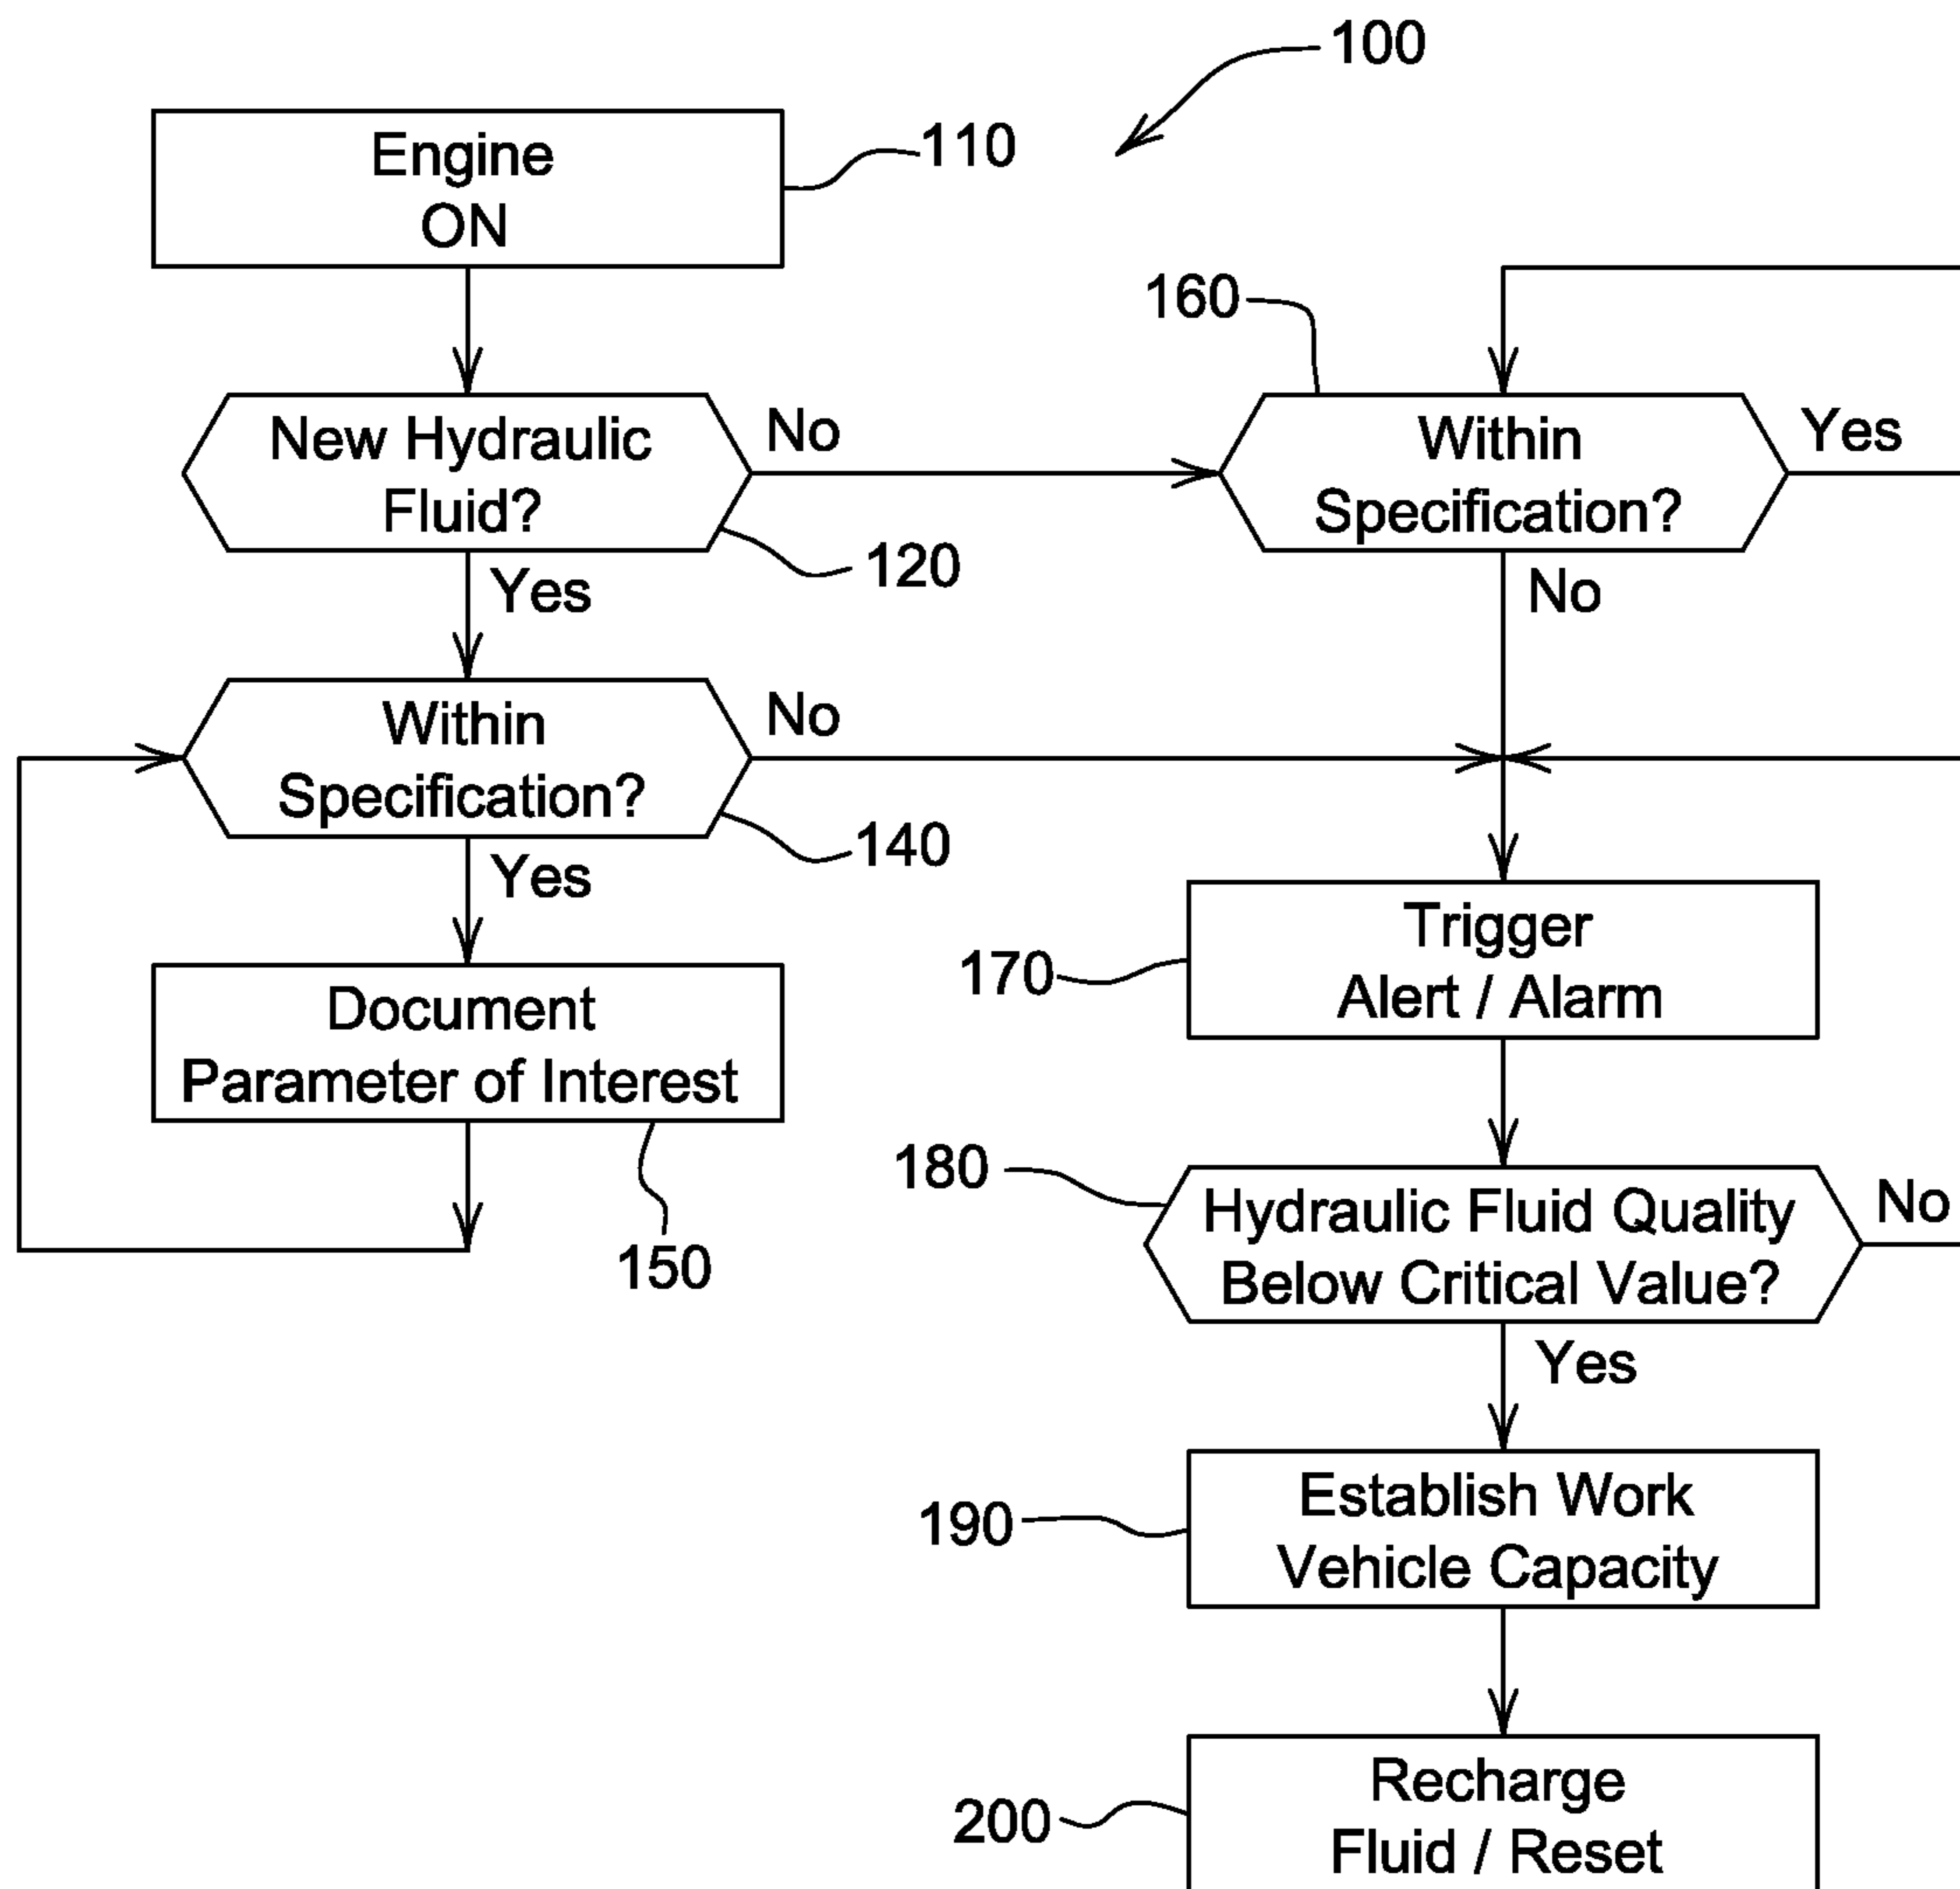 100
Engine
ON
110
160
New Hydraulic
Fluid?
No
120
Yes
Within
Specification?
Yes
No
Within
Specification?
No
140
Yes
Document
Parameter of Interest
150
Trigger
Alert / Alarm
170
180
Hydraulic Fluid Quality
Below Critical Value?
No
Yes
190
Establish Work
Vehicle Capacity
200
Recharge
Fluid / Reset